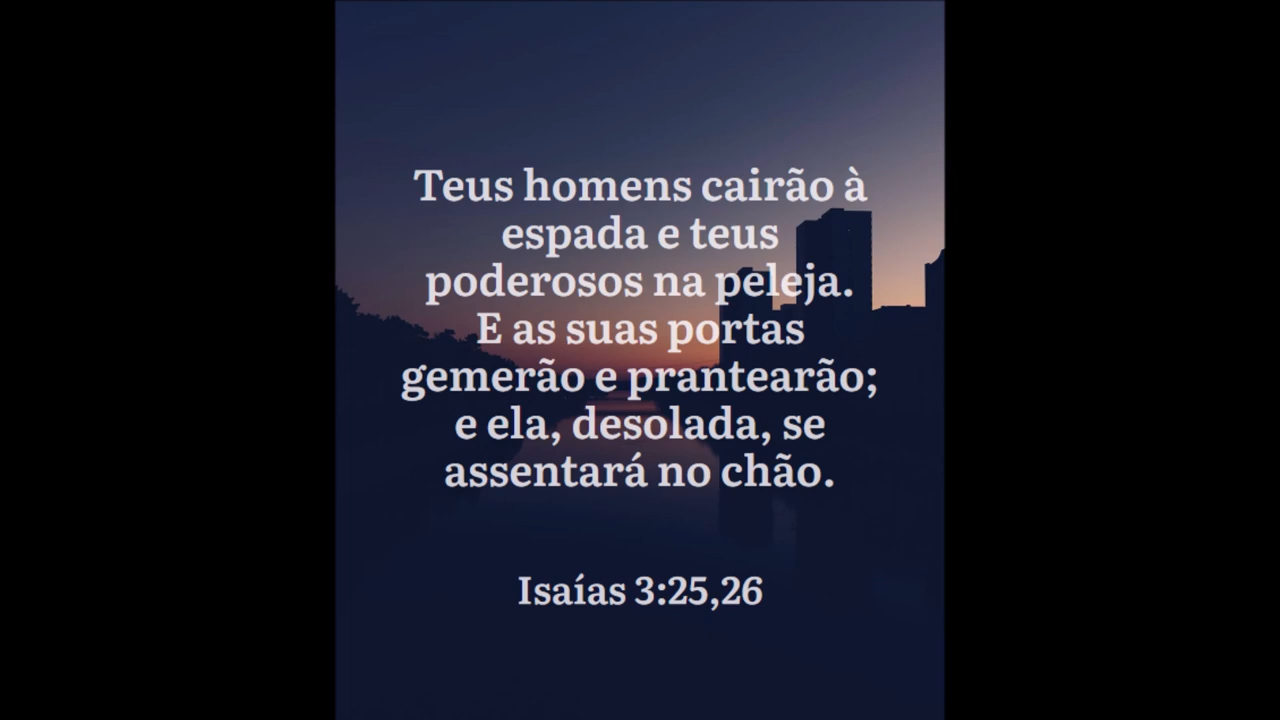 Teus homens cairão à
espada e teus
poderosos na peleja.
E as suas portas
gemerão e prantearão;
e ela, desolada, se
assentará no chão.
Isaías 3:25,26